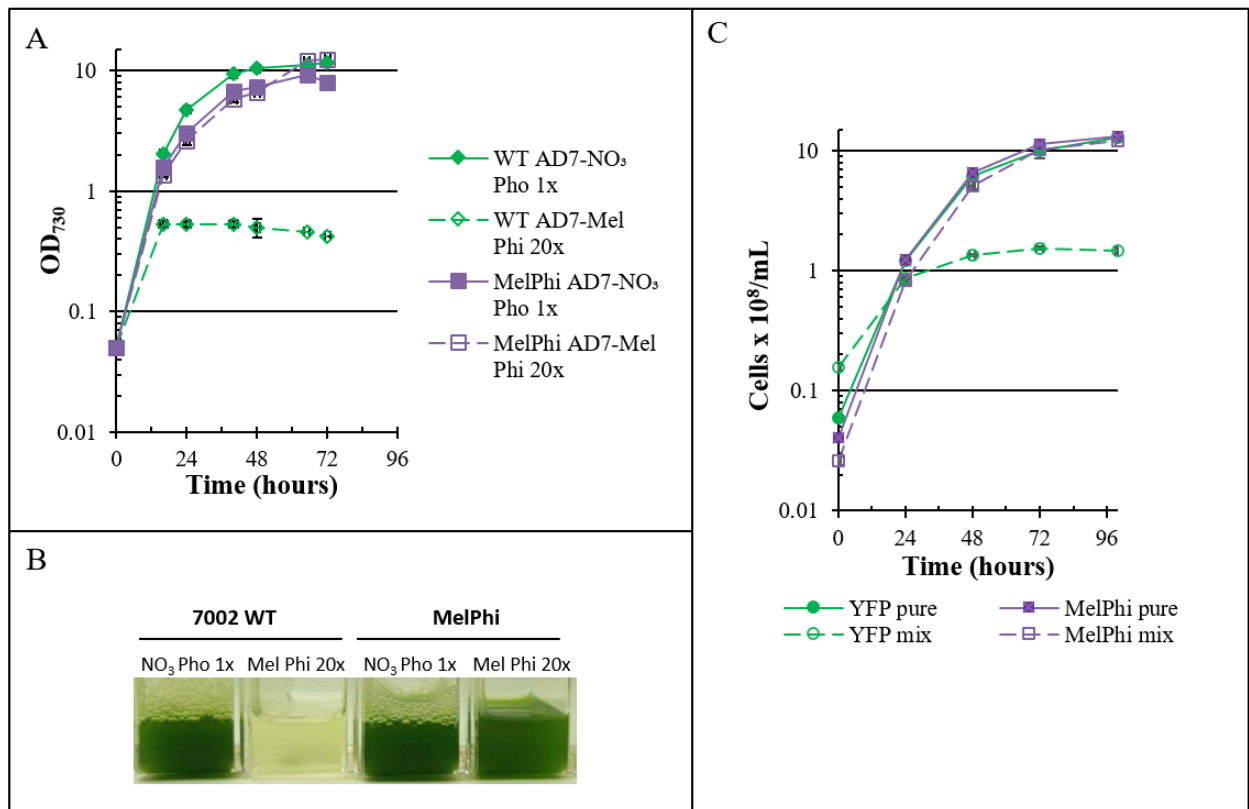 A
10
1
0.1
0.01
OD₇₃₀
0 24 48 72 96
Time (hours)
WT AD7-NO₃
Pho 1x
WT AD7-Mel
Phi 20x
MelPhi AD7-NO₃
Pho 1x
MelPhi AD7-Mel
Phi 20x
B
7002 WT MelPhi
NO₃ Pho 1x Mel Phi 20x NO₃ Pho 1x Mel Phi 20x
C
10
1
0.1
0.01
Cells x 10⁸/mL
0 24 48 72 96
Time (hours)
YFP pure MelPhi pure
YFP mix MelPhi mix